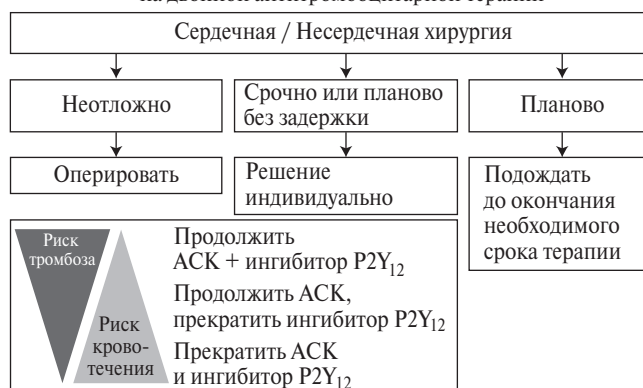 на двойной антитромбоцитарной терапии
Сердечная / Несердечная хирургия
Неотложно
Срочно или планово
без задержки
Планово
Оперировать
Решение
индивидуально
Подождать
до окончания
необходимого
срока терапии
Риск
тромбоза
Риск
крово-
течения
Продолжить
АСК + ингибитор P2Y₁₂
Продолжить АСК,
прекратить ингибитор P2Y₁₂
Прекратить АСК
и ингибитор P2Y₁₂